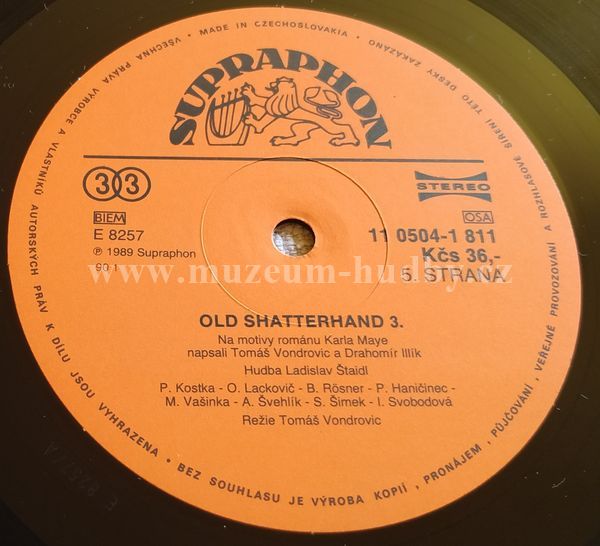 VŠECHNA PRÁVA VÝROBCE A VLASTNÍKŮ AUTORSKÝCH PRÁV K DÍLU JSOU VYHRAZENA • BEZ SOUHLASU JE VÝROBA KOPIÍ, PRONÁJEM, PŮJČOVÁNÍ, VEŘEJNÉ PROVOZOVÁNÍ A ROZHLASOVÉ ŠÍŘENÍ TÉTO DESKY ZAKÁZÁNO • MADE IN CZECHOSLOVAKIA •
SUPRAPHON
33 STEREO
BIEM OSA
E 8257 11 0504-1 811
℗ 1989 Supraphon Kčs 36,-
90 1 5. STRANA
www.muzeum-hudby.cz
OLD SHATTERHAND 3.
Na motivy románu Karla Maye
napsali Tomáš Vondrovic a Drahomír Illík
Hudba Ladislav Štaidl
P. Kostka - O. Lackovič - B. Rösner - P. Haničinec -
M. Vašinka - A. Švehlík - S. Šimek - I. Svobodová
Režie Tomáš Vondrovic